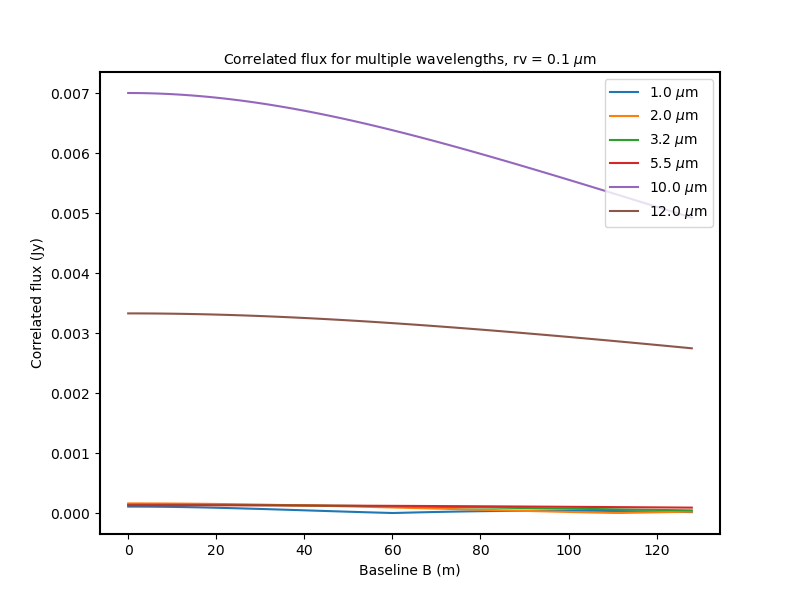 Correlated flux for multiple wavelengths, rv = 0.1 μm
1.0 μm
2.0 μm
3.2 μm
5.5 μm
10.0 μm
12.0 μm
Correlated flux (Jy)
0.007
0.006
0.005
0.004
0.003
0.002
0.001
0.000
0 20 40 60 80 100 120
Baseline B (m)